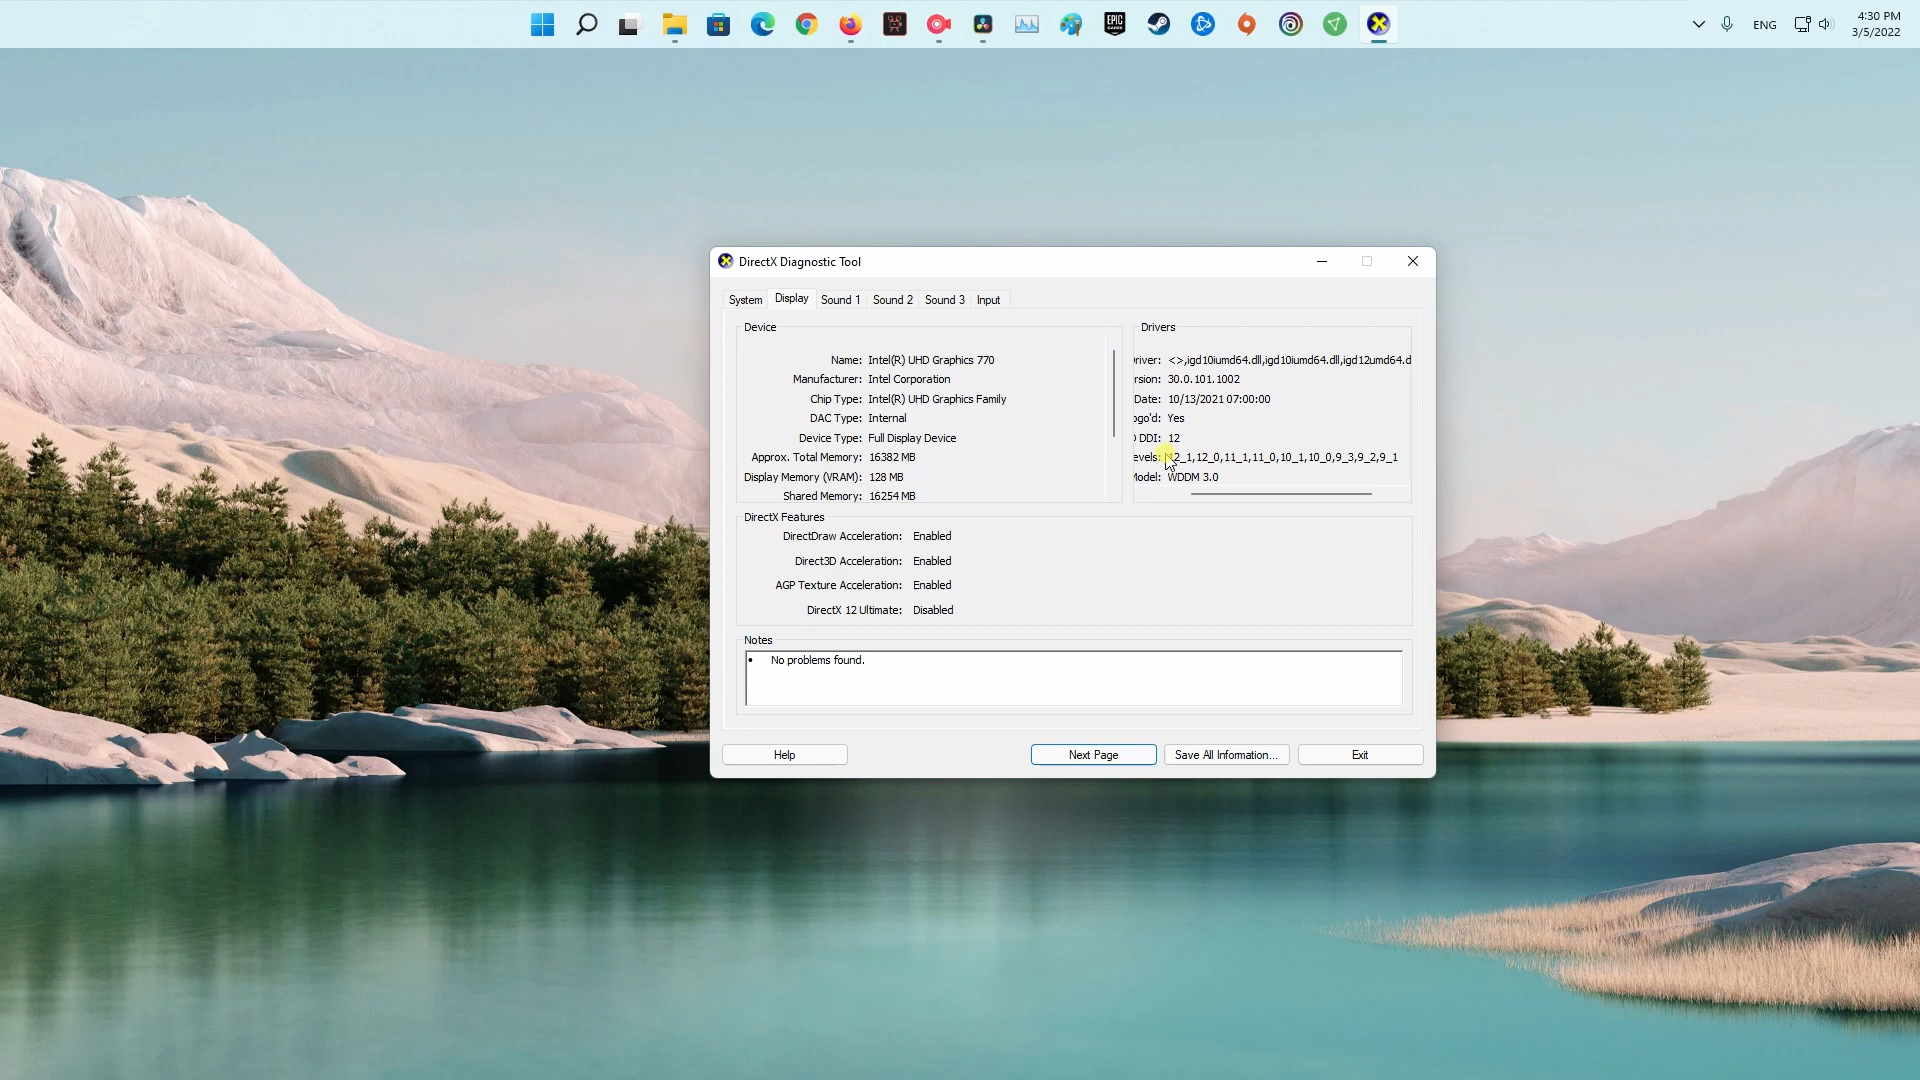 EPIC GAMES
ENG
4:30 PM
3/5/2022
DirectX Diagnostic Tool
System
Display
Sound 1
Sound 2
Sound 3
Input
Device
Name: Intel(R) UHD Graphics 770
Manufacturer: Intel Corporation
Chip Type: Intel(R) UHD Graphics Family
DAC Type: Internal
Device Type: Full Display Device
Approx. Total Memory: 16382 MB
Display Memory (VRAM): 128 MB
Shared Memory: 16254 MB
Drivers
river: <>,igd10iumd64.dll,igd10iumd64.dll,igd12umd64.d
rsion: 30.0.101.1002
Date: 10/13/2021 07:00:00
ogo'd: Yes
DDI: 12
evels: 12_1,12_0,11_1,11_0,10_1,10_0,9_3,9_2,9_1
Model: WDDM 3.0
DirectX Features
DirectDraw Acceleration: Enabled
Direct3D Acceleration: Enabled
AGP Texture Acceleration: Enabled
DirectX 12 Ultimate: Disabled
Notes
• No problems found.
Help
Next Page
Save All Information...
Exit